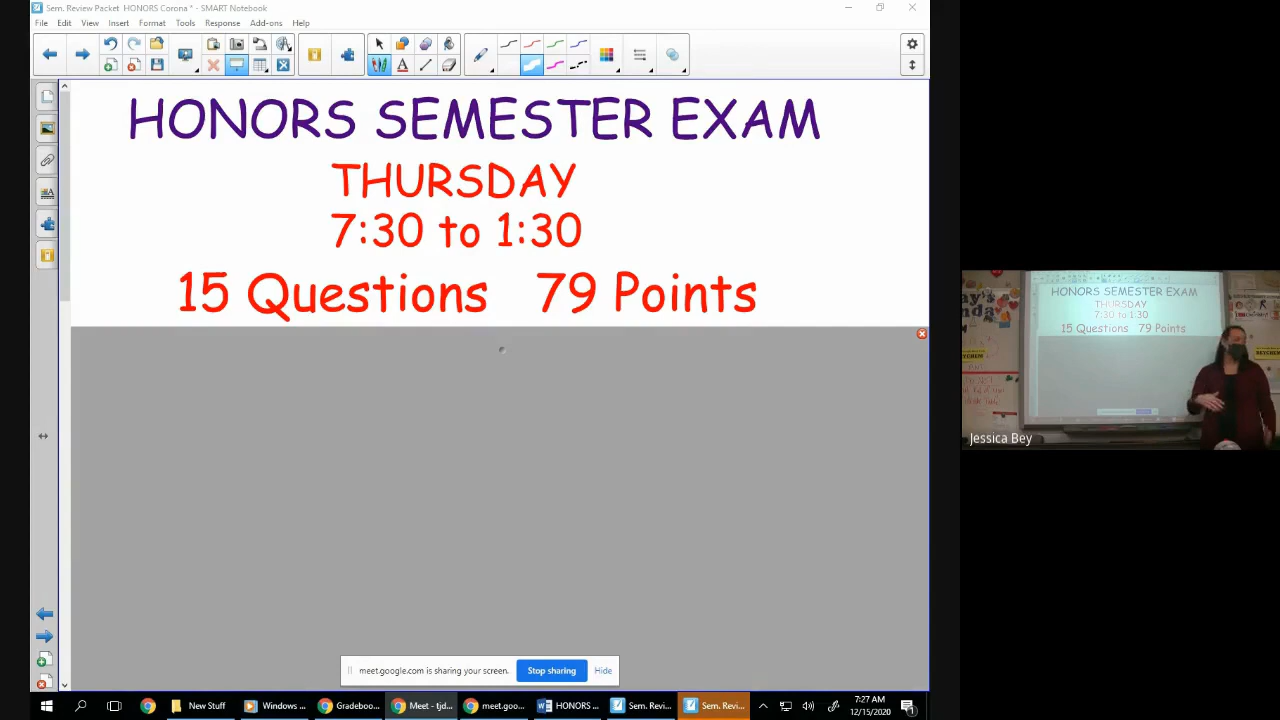 Sem. Review Packet HONORS Corona * - SMART Notebook
File Edit View Insert Format Tools Response Add-ons Help
HONORS SEMESTER EXAM
THURSDAY
7:30 to 1:30
15 Questions 79 Points
HONORS SEMESTER EXAM
THURSDAY
7:30 to 1:30
15 Questions 79 Points
Jessica Bey
meet.google.com is sharing your screen. Stop sharing Hide
New Stuff Windows ... Gradeboo... Meet - tjd... meet.goo... HONORS ... Sem. Revi... Sem. Revi...
7:27 AM
12/15/2020
1